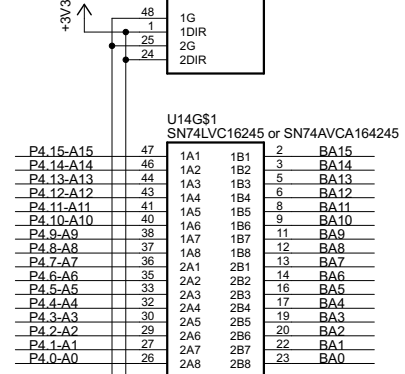 +3V3
48 1G
1 1DIR
25 2G
24 2DIR
U14G$1
SN74LVC16245 or SN74AVCA164245
P4.15-A15 47 1A1 1B1 2 BA15
P4.14-A14 46 1A2 1B2 3 BA14
P4.13-A13 44 1A3 1B3 5 BA13
P4.12-A12 43 1A4 1B4 6 BA12
P4.11-A11 41 1A5 1B5 8 BA11
P4.10-A10 40 1A6 1B6 9 BA10
P4.9-A9 38 1A7 1B7 11 BA9
P4.8-A8 37 1A8 1B8 12 BA8
P4.7-A7 36 2A1 2B1 13 BA7
P4.6-A6 35 2A2 2B2 14 BA6
P4.5-A5 33 2A3 2B3 16 BA5
P4.4-A4 32 2A4 2B4 17 BA4
P4.3-A3 30 2A5 2B5 19 BA3
P4.2-A2 29 2A6 2B6 20 BA2
P4.1-A1 27 2A7 2B7 22 BA1
P4.0-A0 26 2A8 2B8 23 BA0